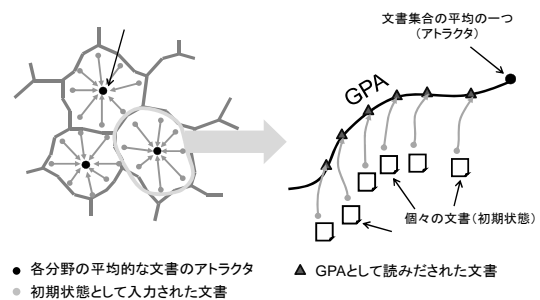 文書集合の平均の一つ
(アトラクタ)
GPA
個々の文書(初期状態)
● 各分野の平均的な文書のアトラクタ
▲ GPAとして読みだされた文書
● 初期状態として入力された文書